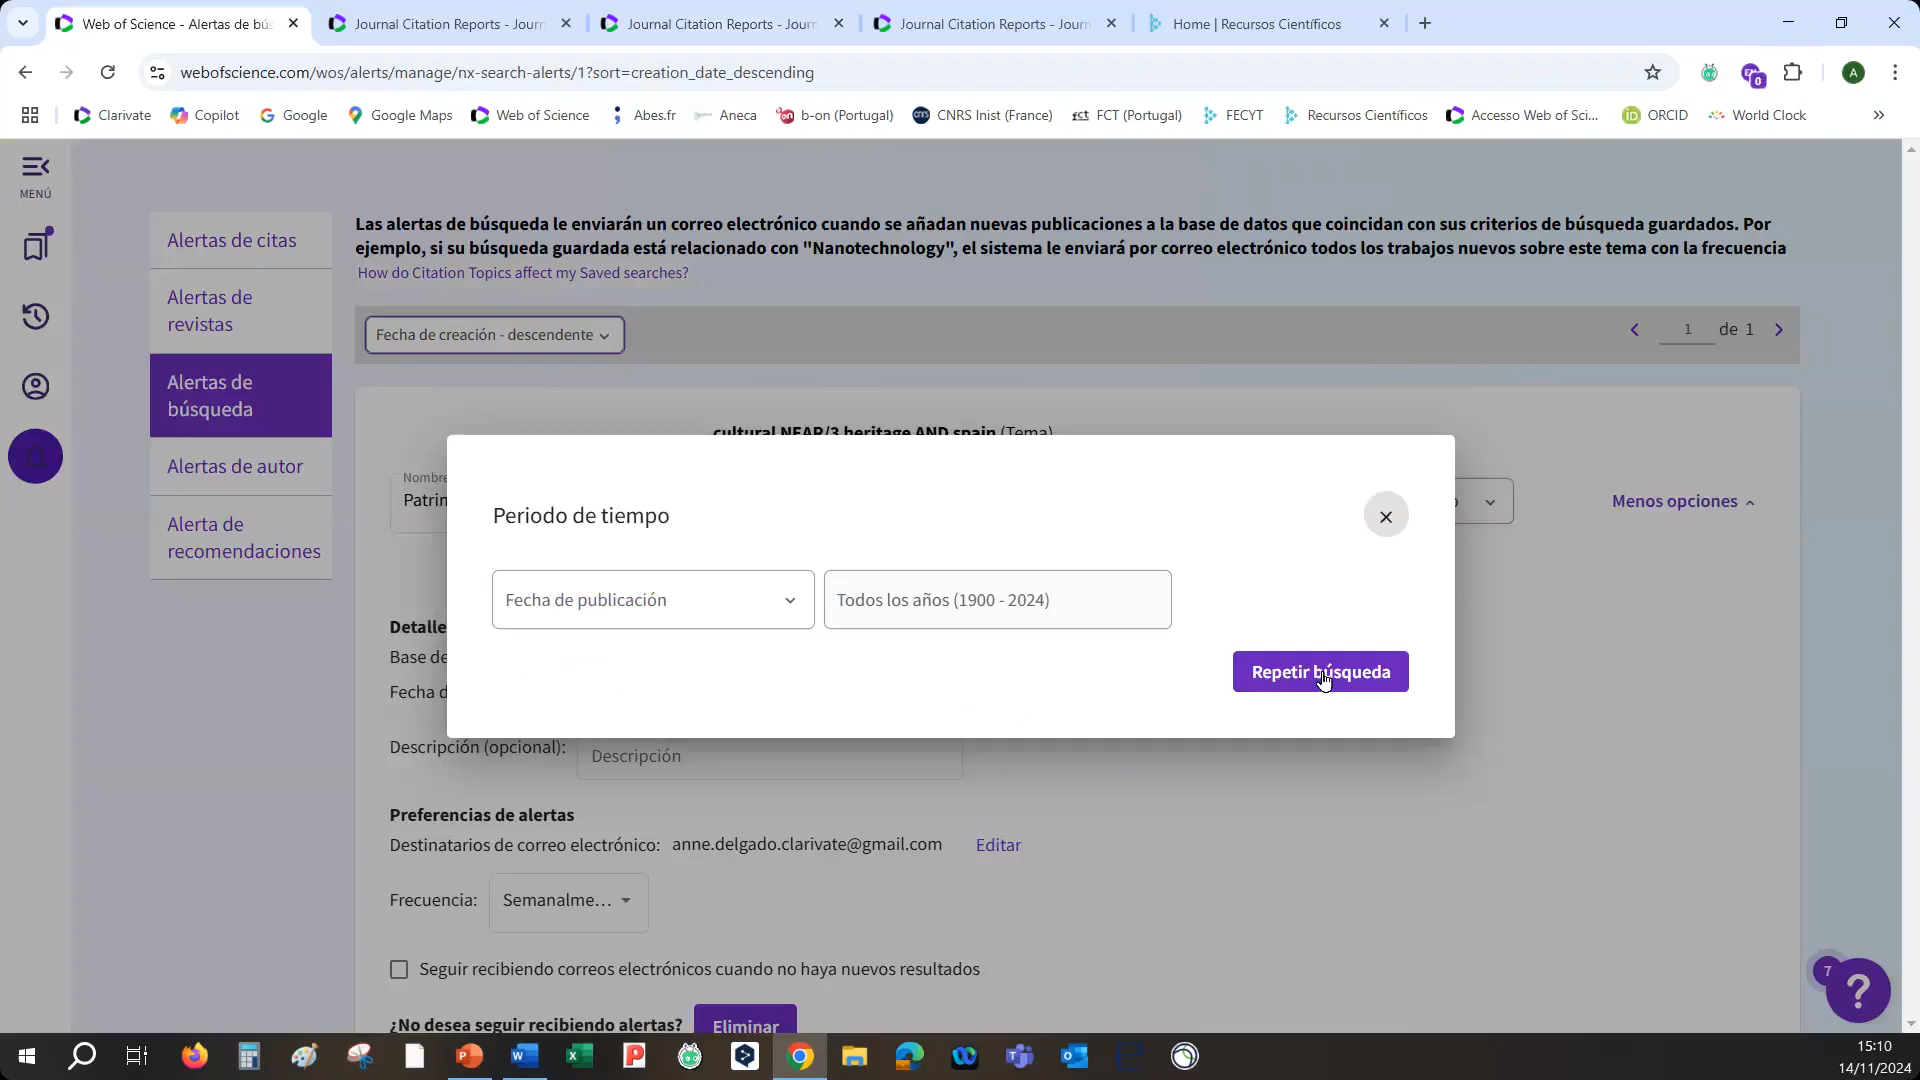 Web of Science - Alertas de bús
Journal Citation Reports - Journ
Journal Citation Reports - Journ
Journal Citation Reports - Journ
Home | Recursos Científicos
webofscience.com/wos/alerts/manage/nx-search-alerts/1?sort=creation_date_descending
0
A
Clarivate
Copilot
Google
Google Maps
Web of Science
Abes.fr
Aneca
b-on (Portugal)
CNRS Inist (France)
FCT (Portugal)
FECYT
Recursos Científicos
Accesso Web of Sci...
ORCID
World Clock
MENÚ
Alertas de citas
Alertas de
revistas
Alertas de
búsqueda
Alertas de autor
Alerta de
recomendaciones
Las alertas de búsqueda le enviarán un correo electrónico cuando se añadan nuevas publicaciones a la base de datos que coincidan con sus criterios de búsqueda guardados. Por
ejemplo, si su búsqueda guardada está relacionado con "Nanotechnology", el sistema le enviará por correo electrónico todos los trabajos nuevos sobre este tema con la frecuencia
How do Citation Topics affect my Saved searches?
Fecha de creación - descendente
1 de 1
cultural NEAR/3 heritage AND spain (Tema)
Nombre
Patrim
Menos opciones
Periodo de tiempo
Fecha de publicación
Todos los años (1900 - 2024)
Repetir búsqueda
Detalle
Base de
Fecha d
Descripción (opcional):
Descripción
Preferencias de alertas
Destinatarios de correo electrónico: anne.delgado.clarivate@gmail.com Editar
Frecuencia: Semanalme...
Seguir recibiendo correos electrónicos cuando no haya nuevos resultados
¿No desea seguir recibiendo alertas? Eliminar
7
?
15:10
14/11/2024